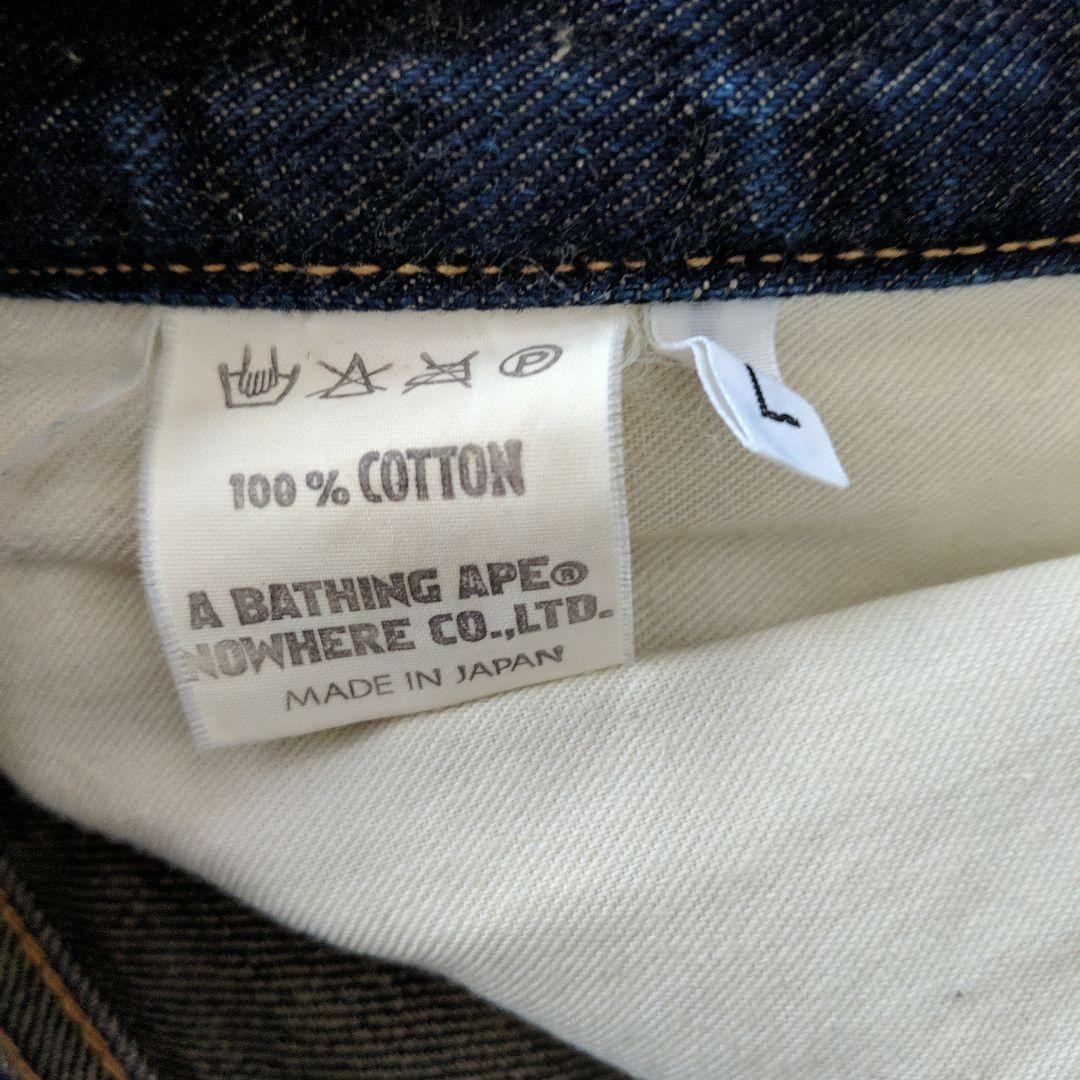 P
100 % COTTON
A BATHING APE®
NOWHERE CO.,LTD.
MADE IN JAPAN
L